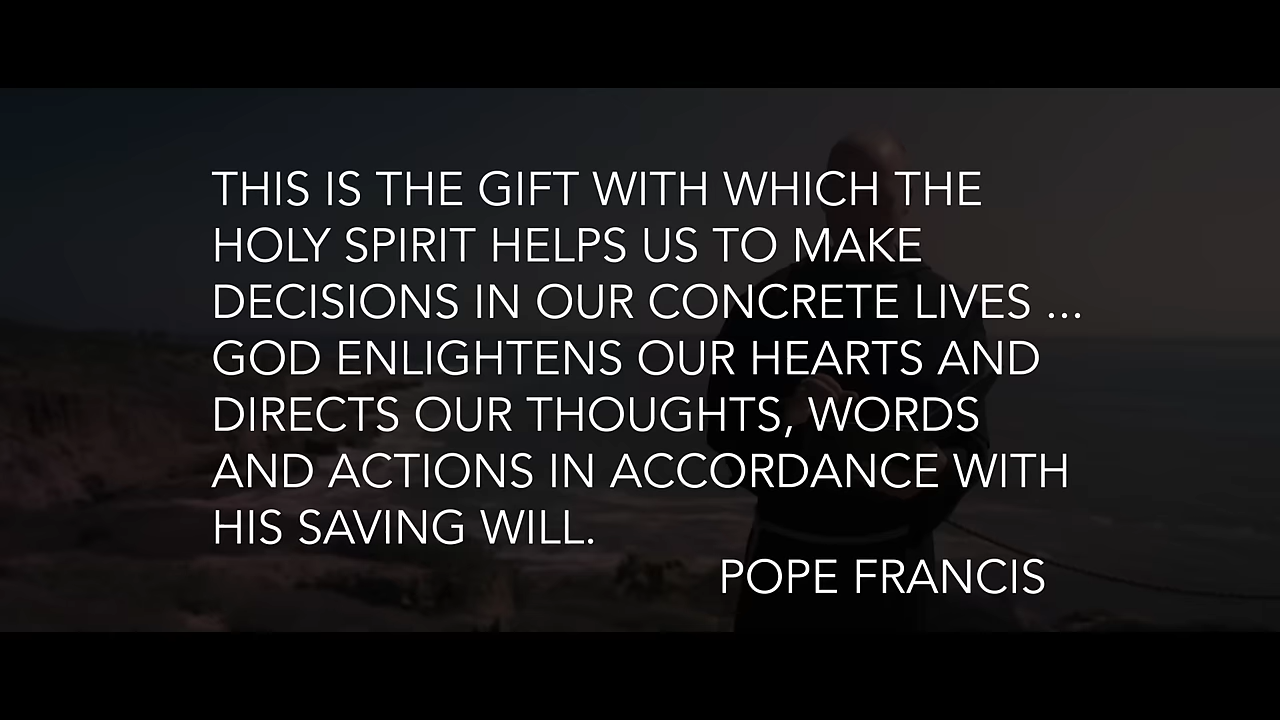 THIS IS THE GIFT WITH WHICH THE
HOLY SPIRIT HELPS US TO MAKE
DECISIONS IN OUR CONCRETE LIVES ...
GOD ENLIGHTENS OUR HEARTS AND
DIRECTS OUR THOUGHTS, WORDS
AND ACTIONS IN ACCORDANCE WITH
HIS SAVING WILL.
POPE FRANCIS